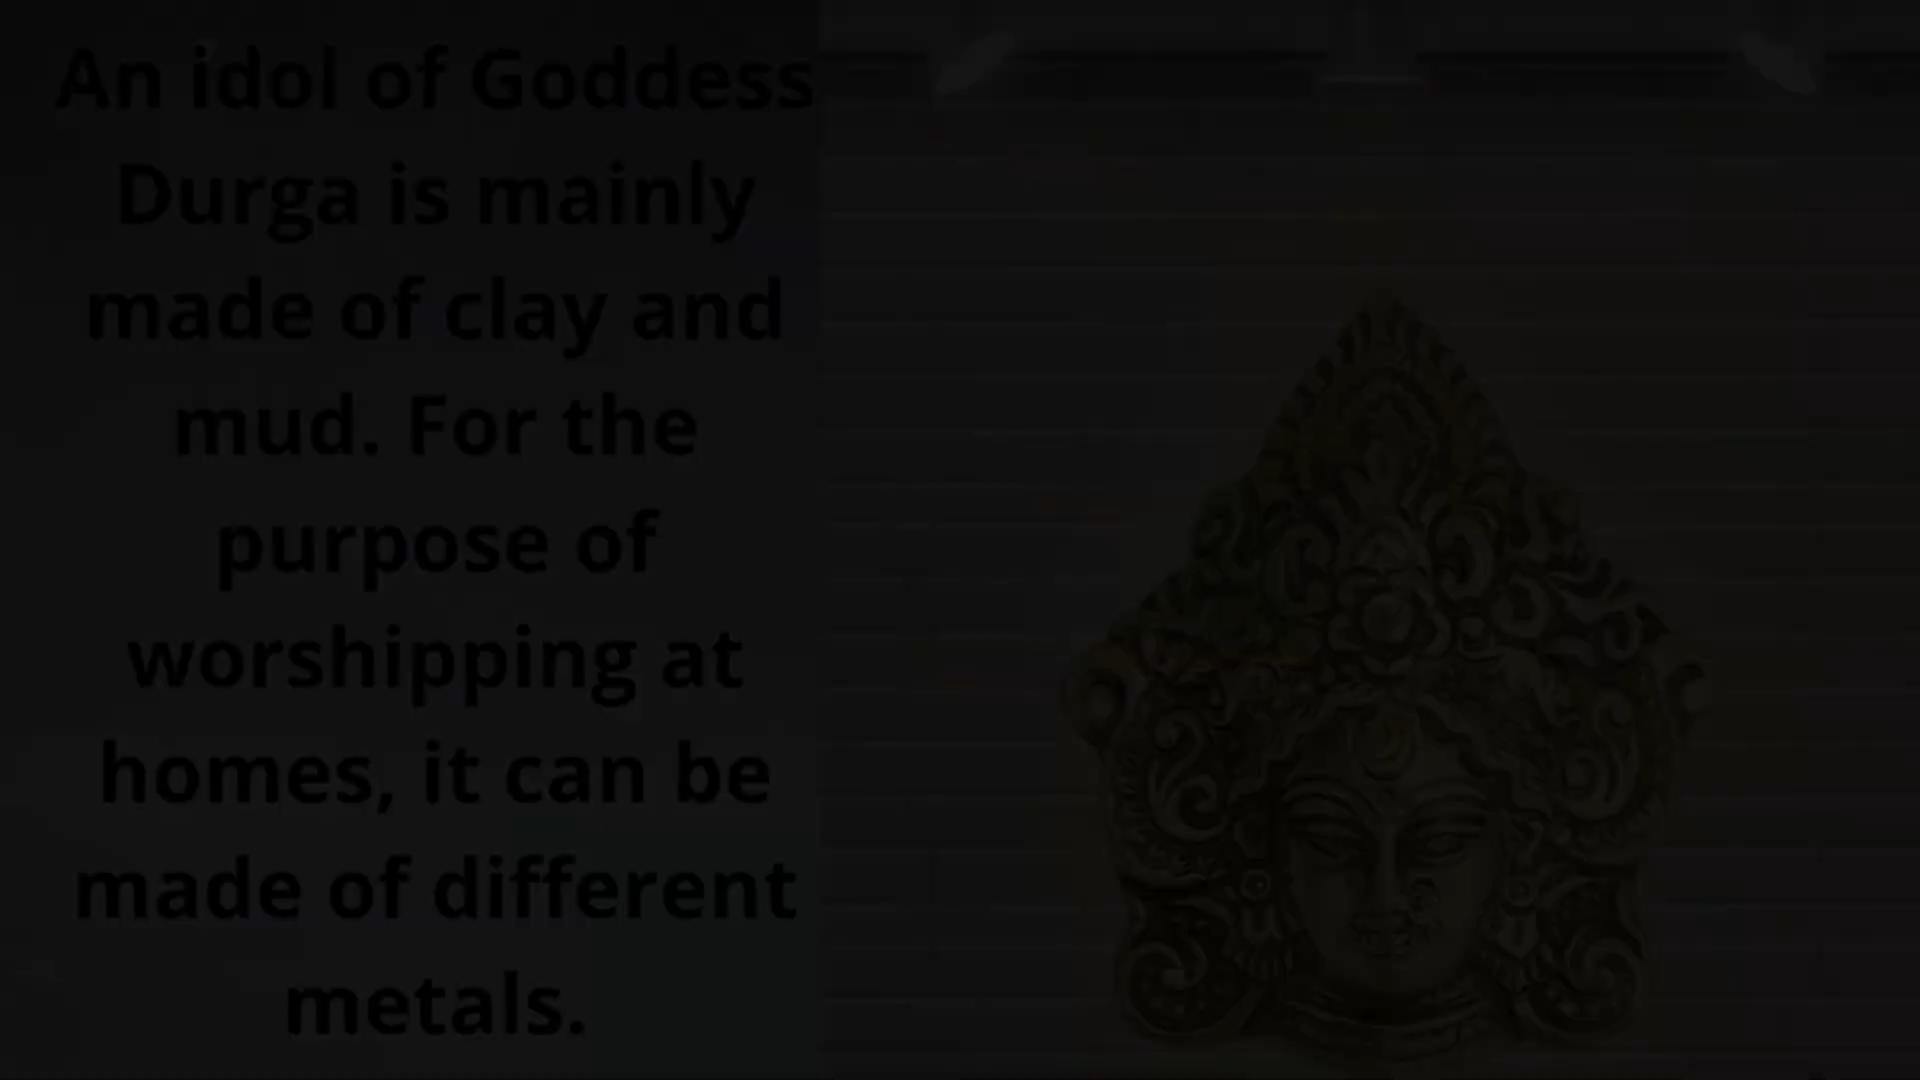 An idol of Goddess
Durga is mainly
made of clay and
mud. For the
purpose of
worshipping at
homes, it can be
made of different
metals.